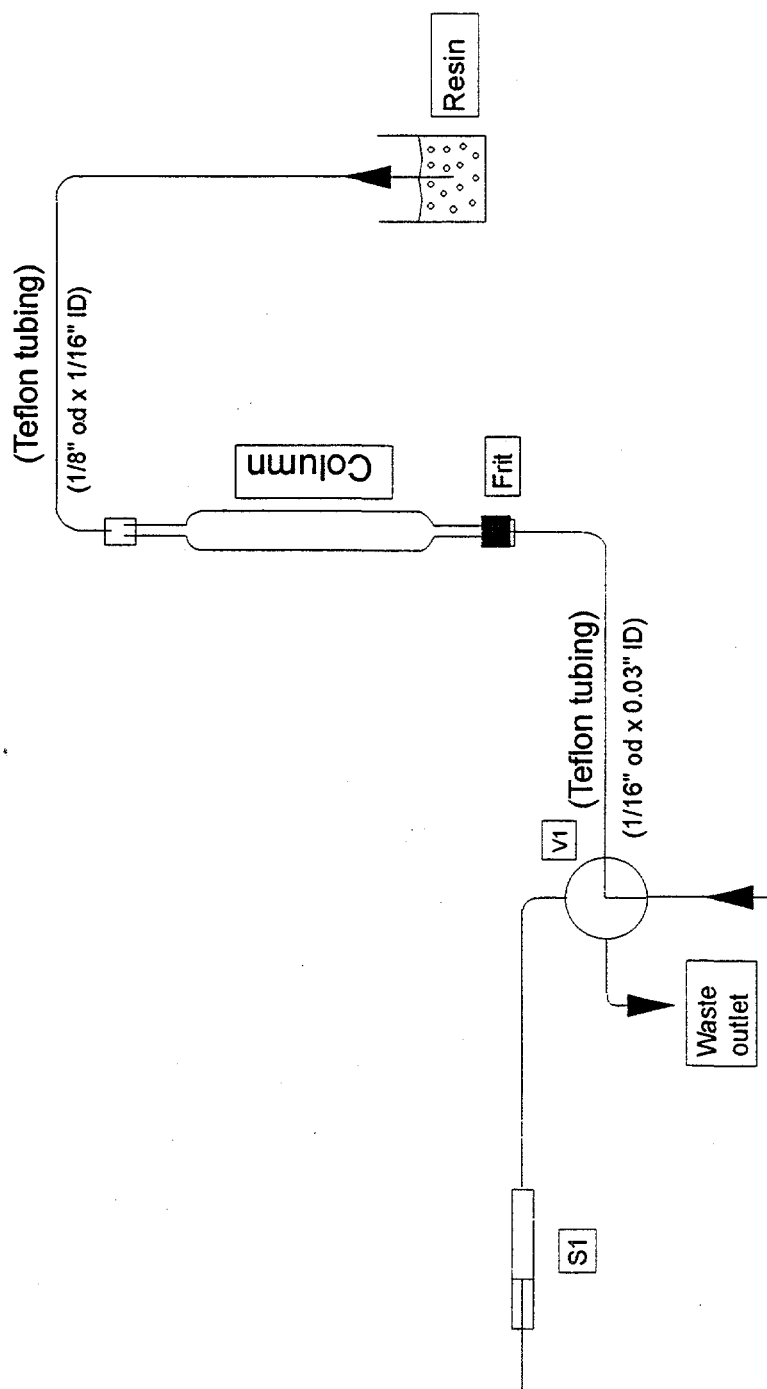 Resin
(Teflon tubing)
(1/8" od x 1/16" ID)
Column
Frit
(Teflon tubing)
(1/16" od x 0.03" ID)
V1
Waste
outlet
S1